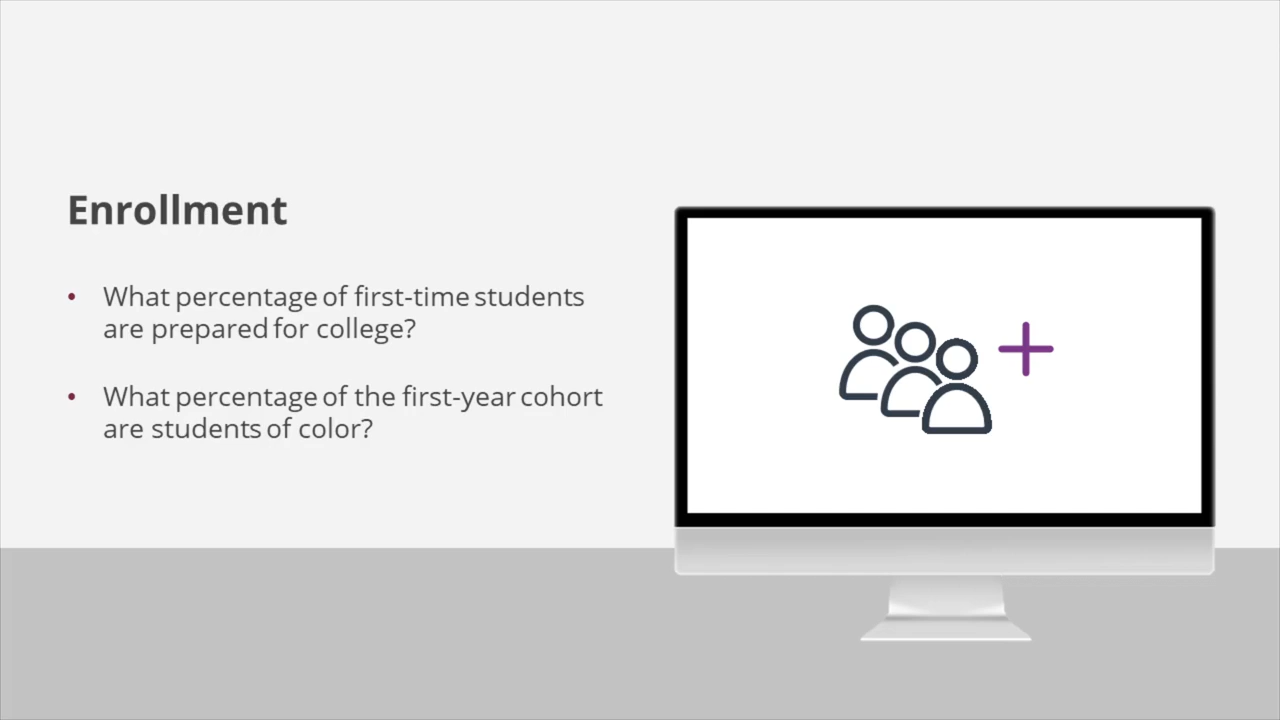 Enrollment
• What percentage of first-time students
are prepared for college?
• What percentage of the first-year cohort
are students of color?